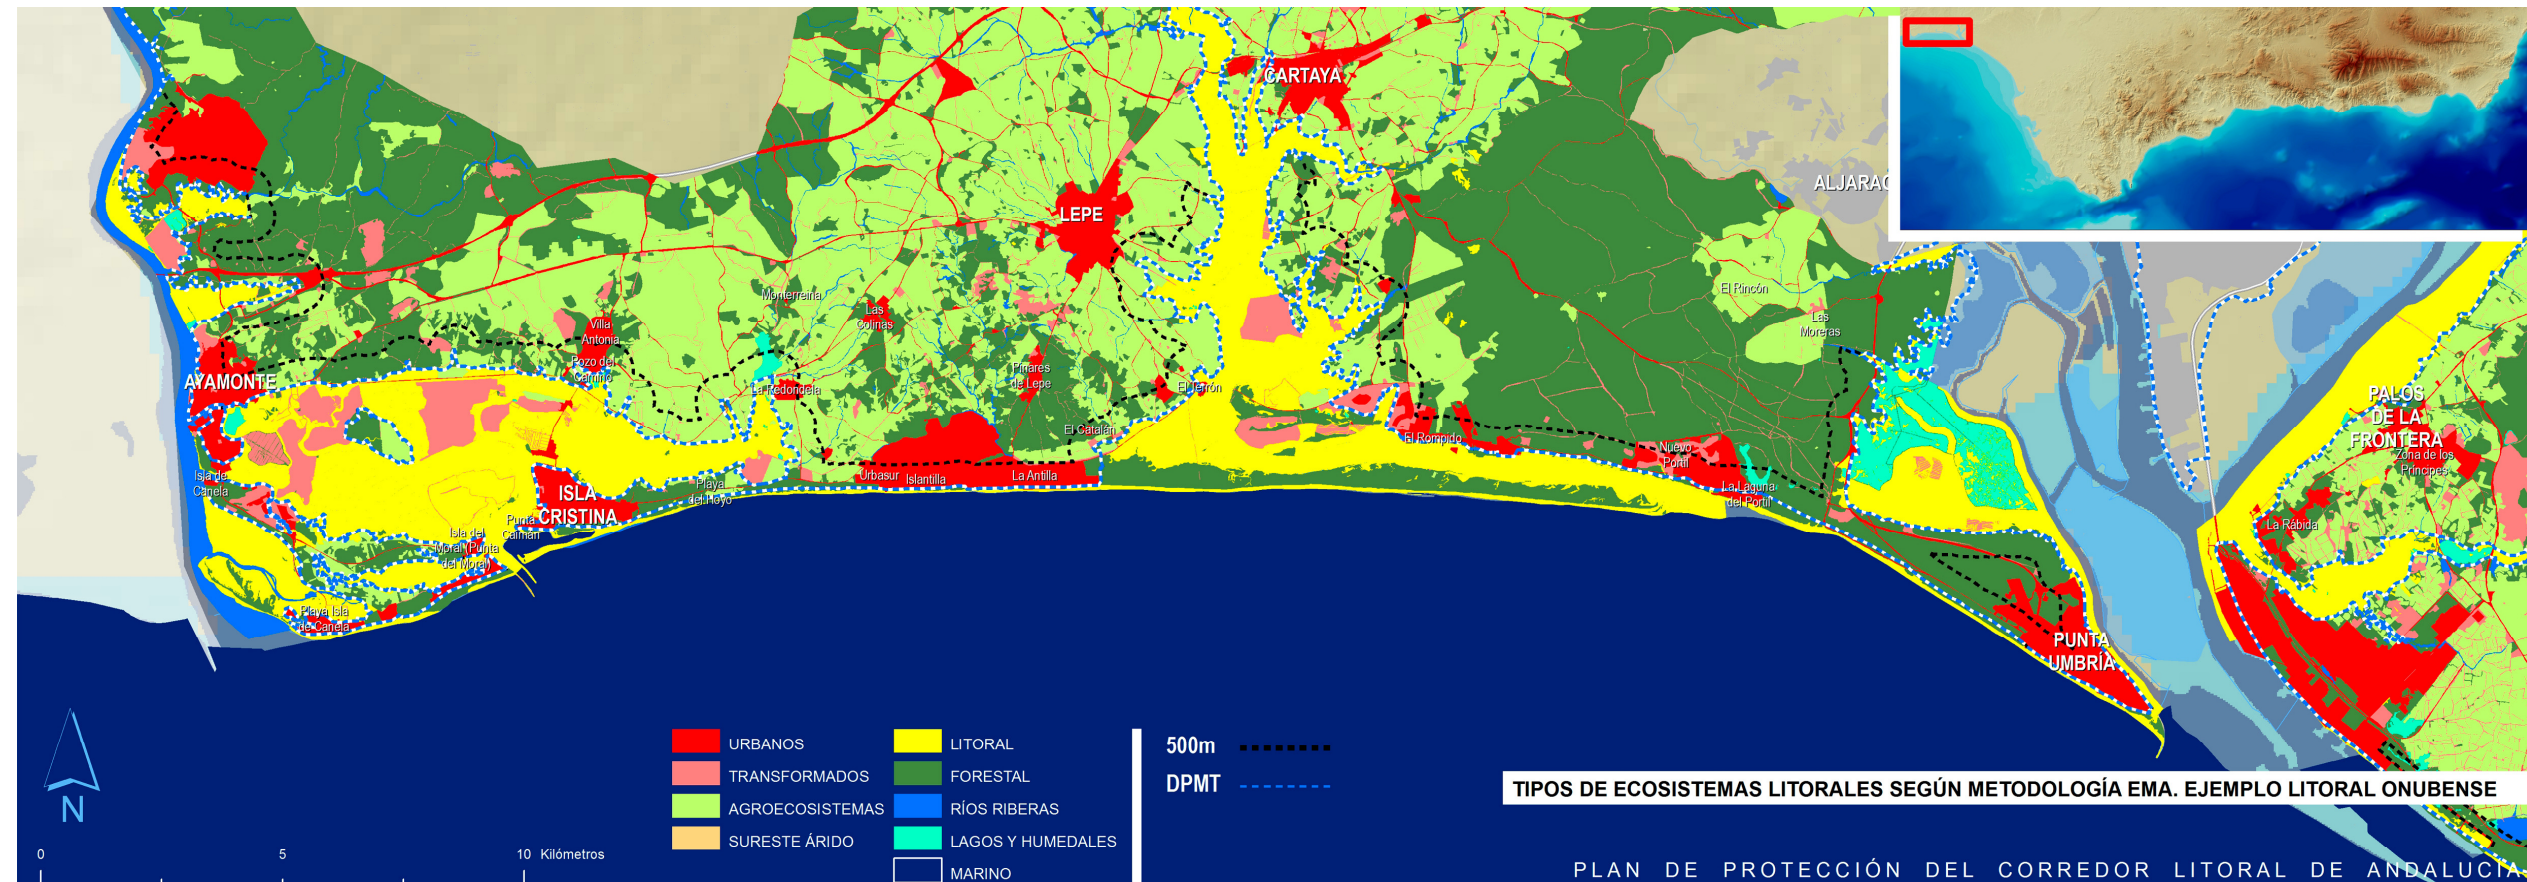 CARTAYA
ALJARAC
LEPE
El Rincón
Monterreina
Las
Colinas
Las
Moreras
Villa
Antonia
Pozo del
Camino
AYAMONTE
La Redondela
Pinares
de Lepe
El Terrón
PALOS
DE LA
FRONTERA
Zona de los
Príncipes
El Catalán
El Rompido
Nuevo
Portil
Isla de
Canela
Urbasur
Islantilla
La Antilla
Playa
del Hoyo
La Laguna
del Portil
ISLA
CRISTINA
Punta
Caimán
La Rábida
Isla del
Moral (Punta
del Moral)
Playa Isla
de Canela
PUNTA
UMBRÍA
N
0 5 10 Kilómetros
URBANOS
TRANSFORMADOS
AGROECOSISTEMAS
SURESTE ÁRIDO
LITORAL
FORESTAL
RÍOS RIBERAS
LAGOS Y HUMEDALES
MARINO
500m
DPMT
TIPOS DE ECOSISTEMAS LITORALES SEGÚN METODOLOGÍA EMA. EJEMPLO LITORAL ONUBENSE
PLAN DE PROTECCIÓN DEL CORREDOR LITORAL DE ANDALUCÍA